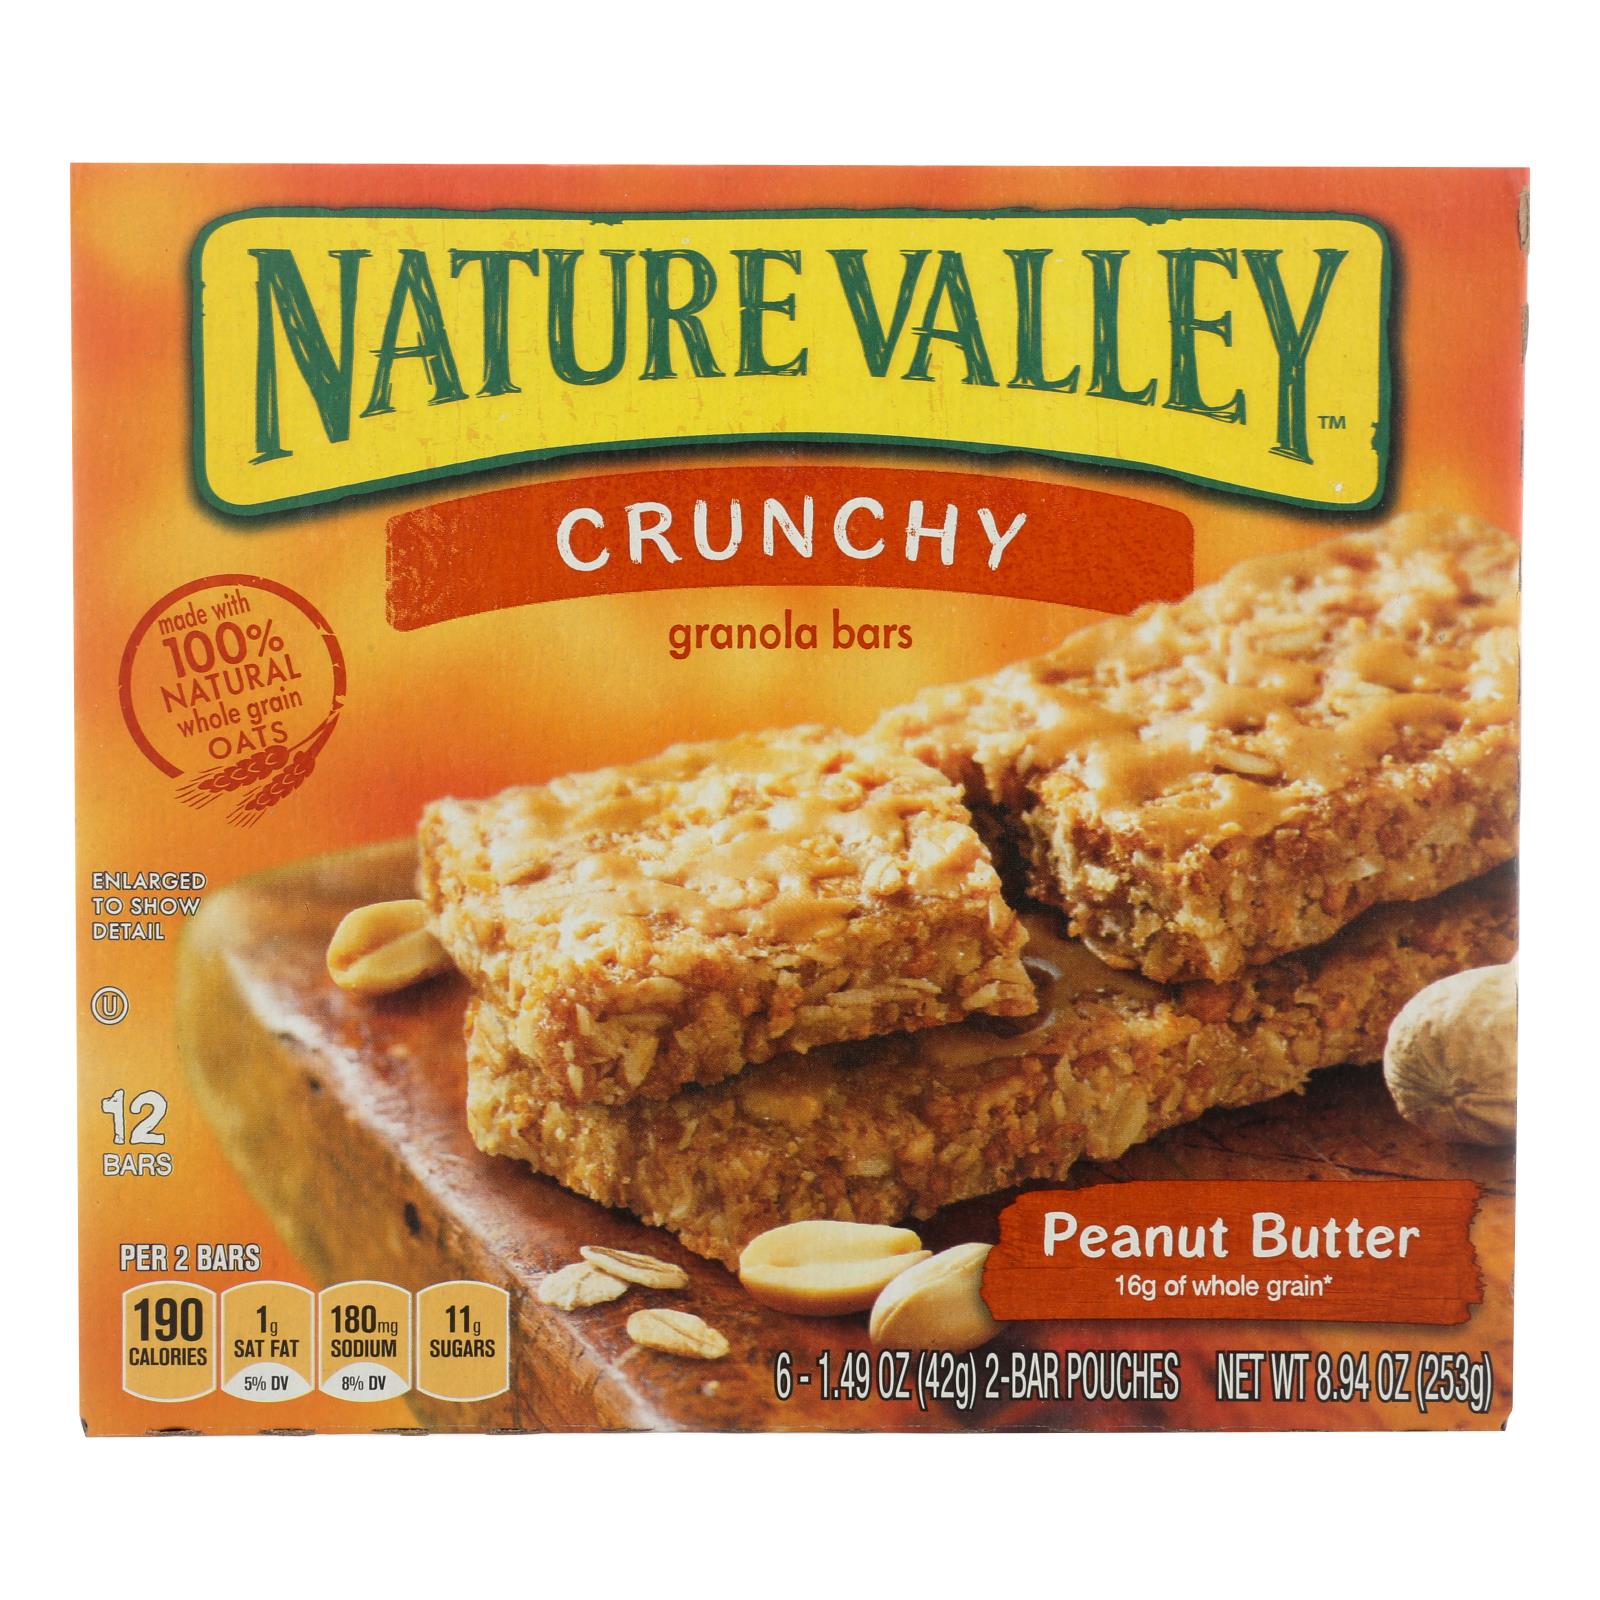 NATURE VALLEY™
CRUNCHY
granola bars
made with
100%
NATURAL
whole grain
OATS
ENLARGED
TO SHOW
DETAIL
U
12
BARS
PER 2 BARS
190
CALORIES
1g
SAT FAT
5% DV
180mg
SODIUM
8% DV
11g
SUGARS
Peanut Butter
16g of whole grain*
6 - 1.49 OZ (42g) 2-BAR POUCHES NET WT 8.94 OZ (253g)